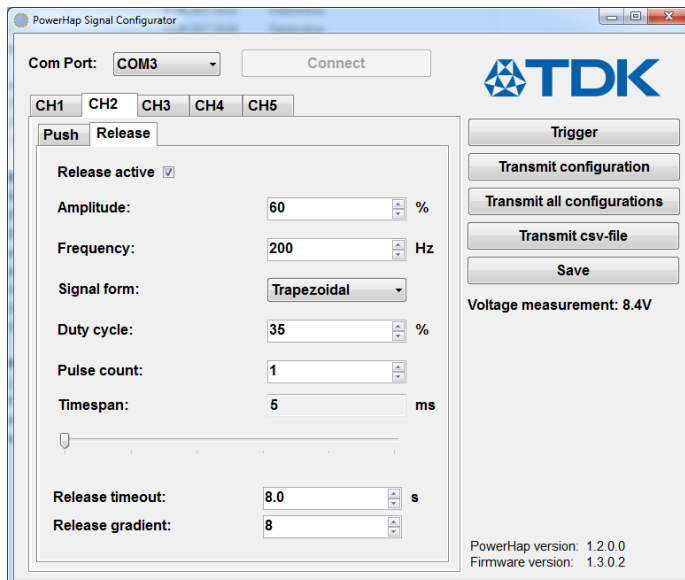 PowerHap Signal Configurator
Com Port: COM3 Connect
TDK
CH1 CH2 CH3 CH4 CH5
Push Release
Release active
Amplitude: 60 %
Frequency: 200 Hz
Signal form: Trapezoidal
Duty cycle: 35 %
Pulse count: 1
Timespan: 5 ms
Release timeout: 8.0 s
Release gradient: 8
Trigger
Transmit configuration
Transmit all configurations
Transmit csv-file
Save
Voltage measurement: 8.4V
PowerHap version: 1.2.0.0
Firmware version: 1.3.0.2